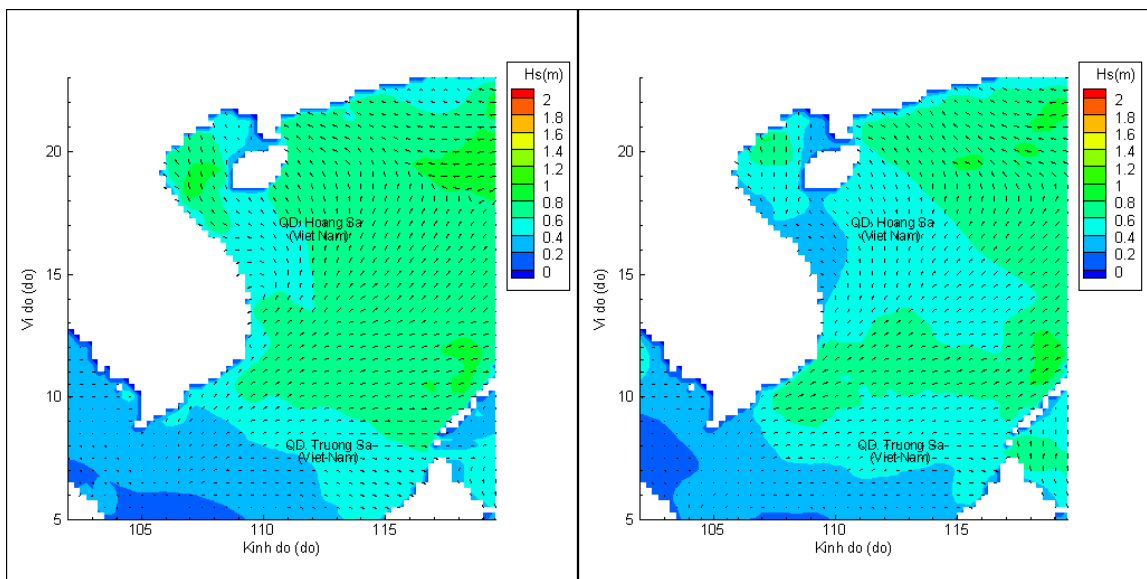 Hs(m)
2
1.8
1.6
1.4
1.2
1
0.8
0.6
0.4
0.2
0
20
15
10
5
Vi do (do)
QD. Hoang Sa
(Viet Nam)
QD. Truong Sa
(Viet Nam)
105
110
115
Kinh do (do)
Hs(m)
2
1.8
1.6
1.4
1.2
1
0.8
0.6
0.4
0.2
0
20
15
10
5
Vi do (do)
QD. Hoang Sa
(Viet Nam)
QD. Truong Sa
(Viet Nam)
105
110
115
Kinh do (do)